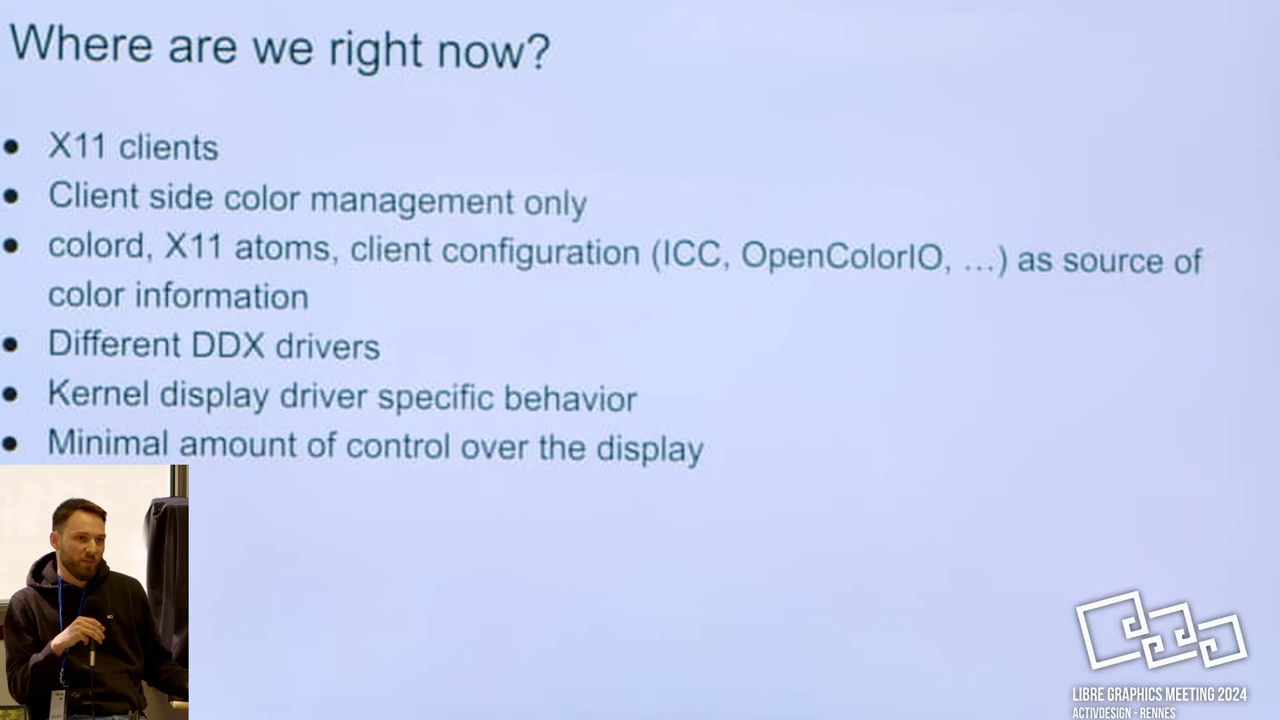 Where are we right now?
● X11 clients
● Client side color management only
● colord, X11 atoms, client configuration (ICC, OpenColorIO, …) as source of
color information
● Different DDX drivers
● Kernel display driver specific behavior
● Minimal amount of control over the display
LIBRE GRAPHICS MEETING 2024
ACTIVDESIGN - RENNES